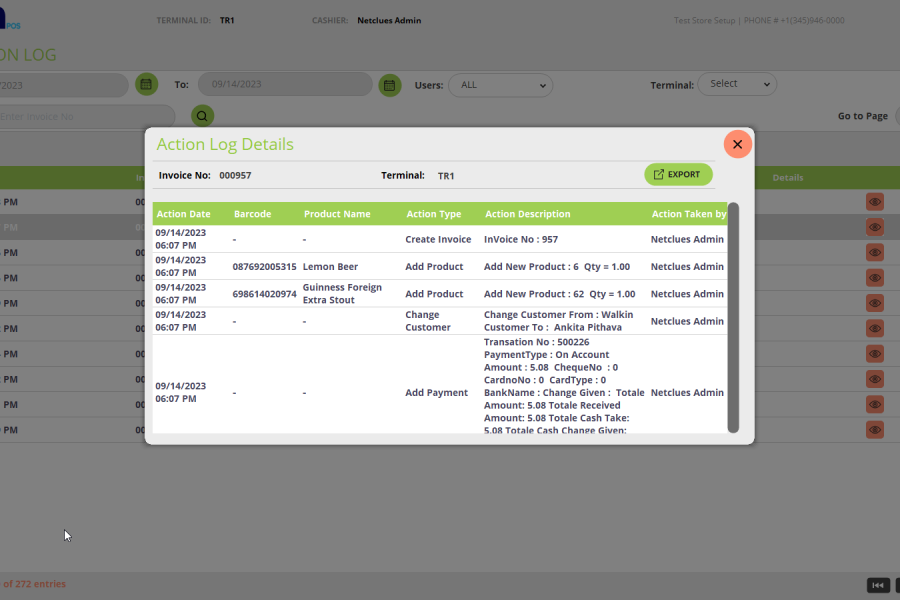 POS
TERMINAL ID: TR1 CASHIER: Netclues Admin Test Store Setup | PHONE # +1(345)946-0000
ON LOG
/2023 To: 09/14/2023 Users: ALL Terminal: Select
Enter Invoice No Go to Page
Action Log Details
Invoice No: 000957 Terminal: TR1 EXPORT
In Details
Action Date Barcode Product Name Action Type Action Description Action Taken by
09/14/2023
06:07 PM - - Create Invoice InVoice No : 957 Netclues Admin
09/14/2023
06:07 PM 087692005315 Lemon Beer Add Product Add New Product : 6 Qty = 1.00 Netclues Admin
09/14/2023
06:07 PM 698614020974 Guinness Foreign
Extra Stout Add Product Add New Product : 62 Qty = 1.00 Netclues Admin
09/14/2023
06:07 PM - - Change
Customer Change Customer From : Walkin
Customer To : Ankita Pithava Netclues Admin
09/14/2023
06:07 PM - - Add Payment Transation No : 500226
PaymentType : On Account
Amount : 5.08 ChequeNo : 0
CardnoNo : 0 CardType : 0
BankName : Change Given : Totale
Amount: 5.08 Totale Received
Amount: 5.08 Totale Cash Take:
5.08 Totale Cash Change Given:
Netclues Admin
PM 00
PM 00
PM 00
PM 00
PM 00
PM 00
PM 00
PM 00
PM 00
PM 00
of 272 entries